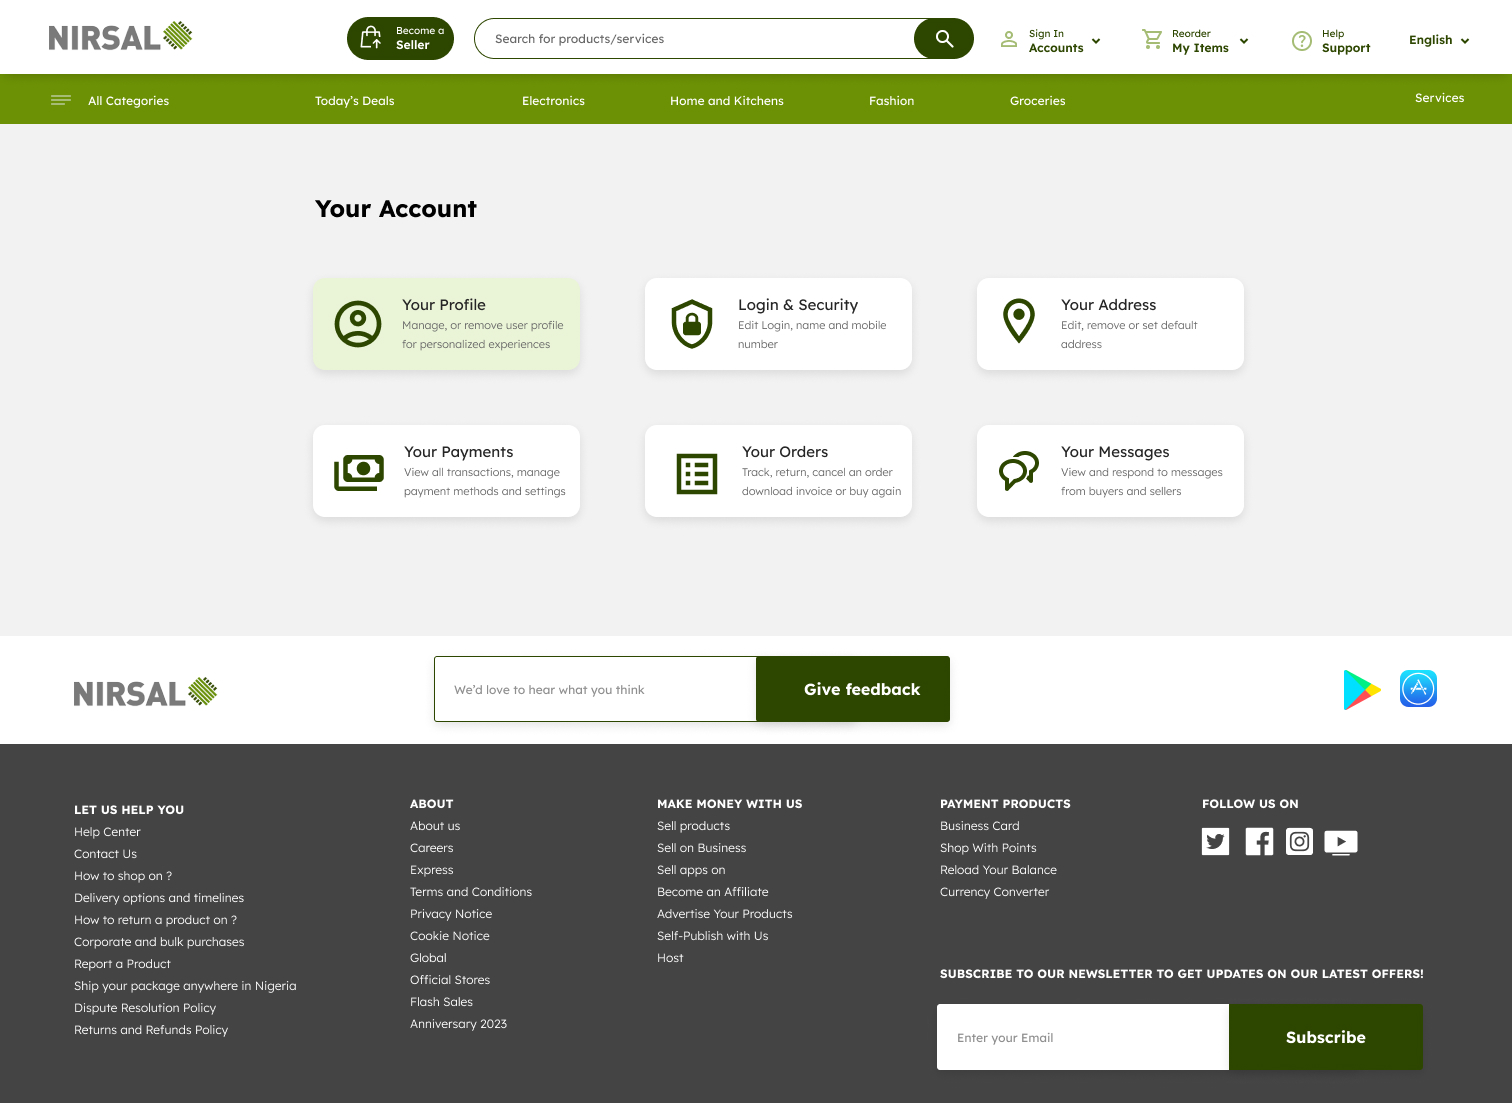 NIRSAL
Become a
Seller
Search for products/services
Sign In
Accounts
Reorder
My Items
Help
Support
English
All Categories
Today's Deals
Electronics
Home and Kitchens
Fashion
Groceries
Services
Your Account
Your Profile
Manage, or remove user profile
for personalized experiences
Login & Security
Edit Login, name and mobile
number
Your Address
Edit, remove or set default
address
Your Payments
View all transactions, manage
payment methods and settings
Your Orders
Track, return, cancel an order
download invoice or buy again
Your Messages
View and respond to messages
from buyers and sellers
NIRSAL
We'd love to hear what you think
Give feedback
LET US HELP YOU
Help Center
Contact Us
How to shop on ?
Delivery options and timelines
How to return a product on ?
Corporate and bulk purchases
Report a Product
Ship your package anywhere in Nigeria
Dispute Resolution Policy
Returns and Refunds Policy
ABOUT
About us
Careers
Express
Terms and Conditions
Privacy Notice
Cookie Notice
Global
Official Stores
Flash Sales
Anniversary 2023
MAKE MONEY WITH US
Sell products
Sell on Business
Sell apps on
Become an Affiliate
Advertise Your Products
Self-Publish with Us
Host
PAYMENT PRODUCTS
Business Card
Shop With Points
Reload Your Balance
Currency Converter
FOLLOW US ON
SUBSCRIBE TO OUR NEWSLETTER TO GET UPDATES ON OUR LATEST OFFERS!
Enter your Email
Subscribe